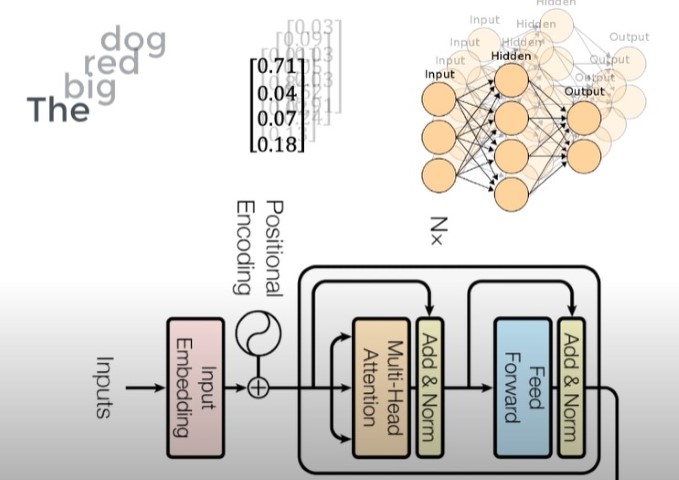 The
big
red
dog
[0.03]
0.09
0.71
0.04
0.07
0.18
Input
Hidden
Output
Input
Hidden
Output
Input
Hidden
Output
Input
Hidden
Output
Nx
Positional
Encoding
Inputs
Input
Embedding
Multi-Head
Attention
Add & Norm
Feed
Forward
Add & Norm